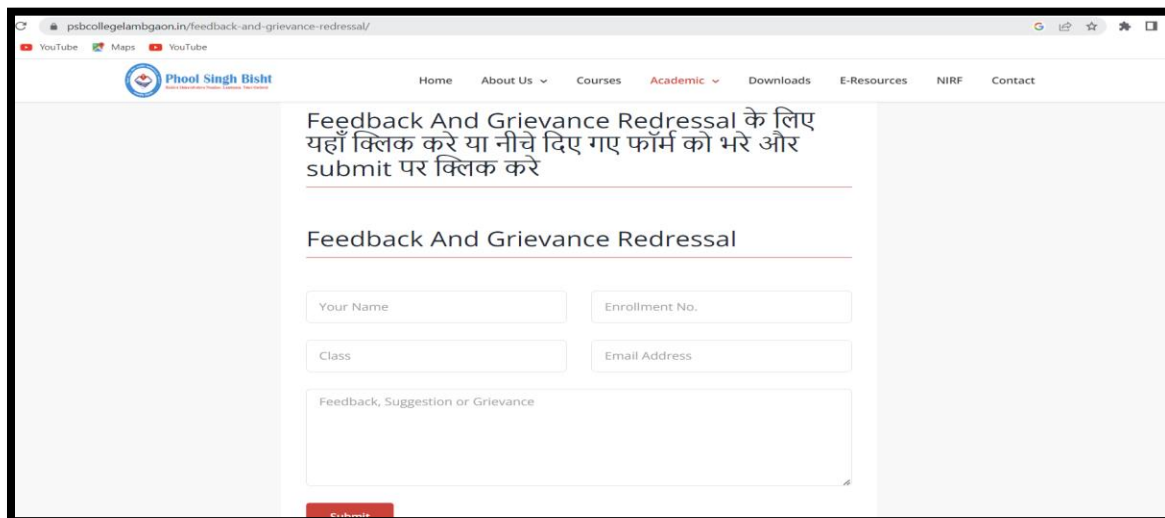 psbcollegelambgaon.in/feedback-and-grievance-redressal/
YouTube Maps YouTube
Phool Singh Bisht
Home About Us Courses Academic Downloads E-Resources NIRF Contact
Feedback And Grievance Redressal के लिए
यहाँ क्लिक करे या नीचे दिए गए फॉर्म को भरे और
submit पर क्लिक करे
Feedback And Grievance Redressal
Your Name Enrollment No.
Class Email Address
Feedback, Suggestion or Grievance
Submit